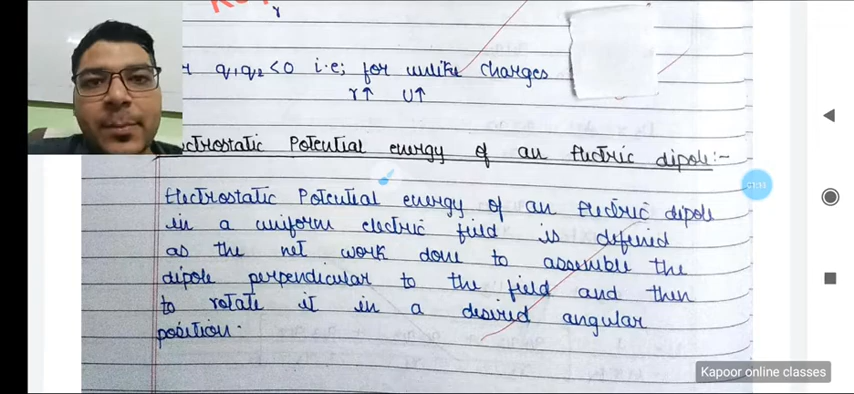 r
q₁q₂ <0 i.e; for unlike charges
r↑ U↑
ctrostatic Potential energy of an Electric dipole:-
Electrostatic Potential energy of an Electric dipole
in a uniform electric field is defined
as the net work done to assemble the
dipole perpendicular to the field and then
to rotate it in a desired angular
position.
01:13
Kapoor online classes